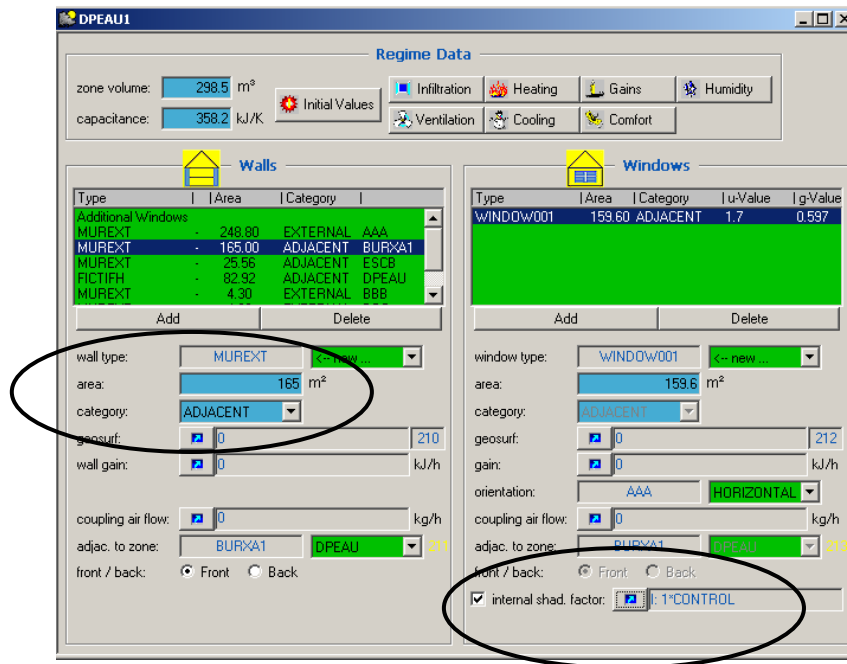 DPEAU1
Regime Data
zone volume: 298.5 m³
capacitance: 358.2 kJ/K
Initial Values
Infiltration Heating Gains Humidity
Ventilation Cooling Comfort
Walls
Type | | Area | Category |
Additional Windows
MUREXT - 248.80 EXTERNAL AAA
MUREXT - 165.00 ADJACENT BURXA1
MUREXT - 25.56 ADJACENT ESCB
FICTIFH - 82.92 ADJACENT DPEAU
MUREXT - 4.30 EXTERNAL BBB
Add Delete
wall type: MUREXT <-- new ...
area: 165 m²
category: ADJACENT
geosurf: 0 210
wall gain: 0 kJ/h
coupling air flow: 0 kg/h
adjac. to zone: BURXA1 DPEAU 211
front / back: Front Back
Windows
Type | Area | Category | u-Value | g-Value
WINDOW001 159.60 ADJACENT 1.7 0.597
Add Delete
window type: WINDOW001 <-- new ...
area: 159.6 m²
category: ADJACENT
geosurf: 0 212
gain: 0 kJ/h
orientation: AAA HORIZONTAL
coupling air flow: 0 kg/h
adjac. to zone: BURXA1 DPEAU 213
front / back: Front Back
internal shad. factor: I: 1*CONTROL